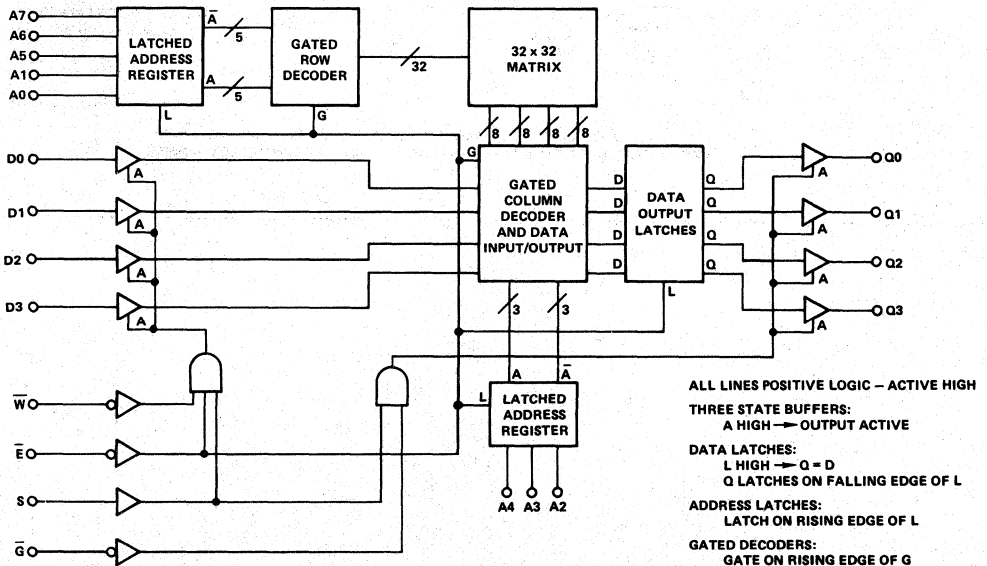 A7
A6
A5
A1
A0
LATCHED
ADDRESS
REGISTER
A̅
5
A
5
L
GATED
ROW
DECODER
G
32
32 x 32
MATRIX
8
8
8
8
D0
A
D1
A
D2
A
D3
A
G
GATED
COLUMN
DECODER
AND DATA
INPUT/OUTPUT
D
D
D
D
DATA
OUTPUT
LATCHES
L
Q
Q
Q
Q
A
Q0
A
Q1
A
Q2
A
Q3
3
3
A
A̅
L
LATCHED
ADDRESS
REGISTER
A4
A3
A2
W̅
E̅
S
G̅
ALL LINES POSITIVE LOGIC – ACTIVE HIGH
THREE STATE BUFFERS:
A HIGH → OUTPUT ACTIVE
DATA LATCHES:
L HIGH → Q = D
Q LATCHES ON FALLING EDGE OF L
ADDRESS LATCHES:
LATCH ON RISING EDGE OF L
GATED DECODERS:
GATE ON RISING EDGE OF G